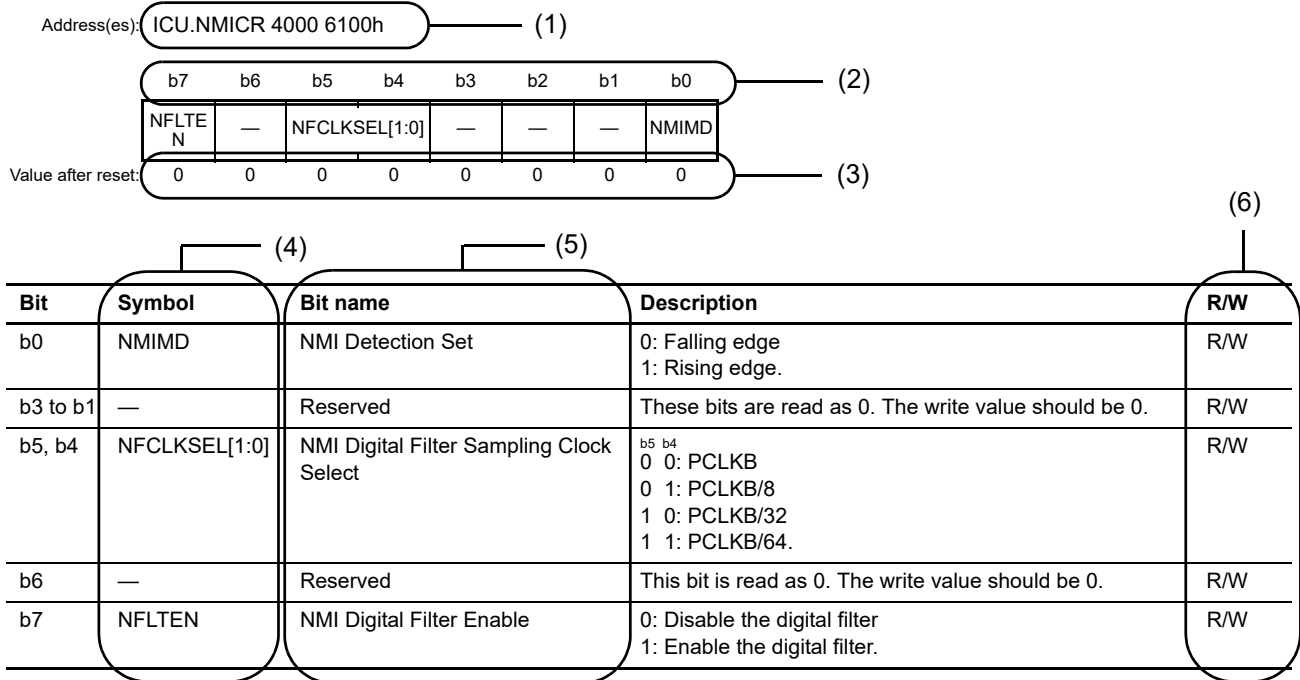 Address(es): ICU.NMICR 4000 6100h (1)
b7 b6 b5 b4 b3 b2 b1 b0 (2)
NFLTE
N — NFCLKSEL[1:0] — — — NMIMD
Value after reset: 0 0 0 0 0 0 0 0 (3)
(6)
(4) (5)
Bit Symbol Bit name Description R/W
b0 NMIMD NMI Detection Set 0: Falling edge R/W
1: Rising edge.
b3 to b1 — Reserved These bits are read as 0. The write value should be 0. R/W
b5, b4 NFCLKSEL[1:0] NMI Digital Filter Sampling Clock b5 b4 R/W
Select 0 0: PCLKB
0 1: PCLKB/8
1 0: PCLKB/32
1 1: PCLKB/64.
b6 — Reserved This bit is read as 0. The write value should be 0. R/W
b7 NFLTEN NMI Digital Filter Enable 0: Disable the digital filter R/W
1: Enable the digital filter.